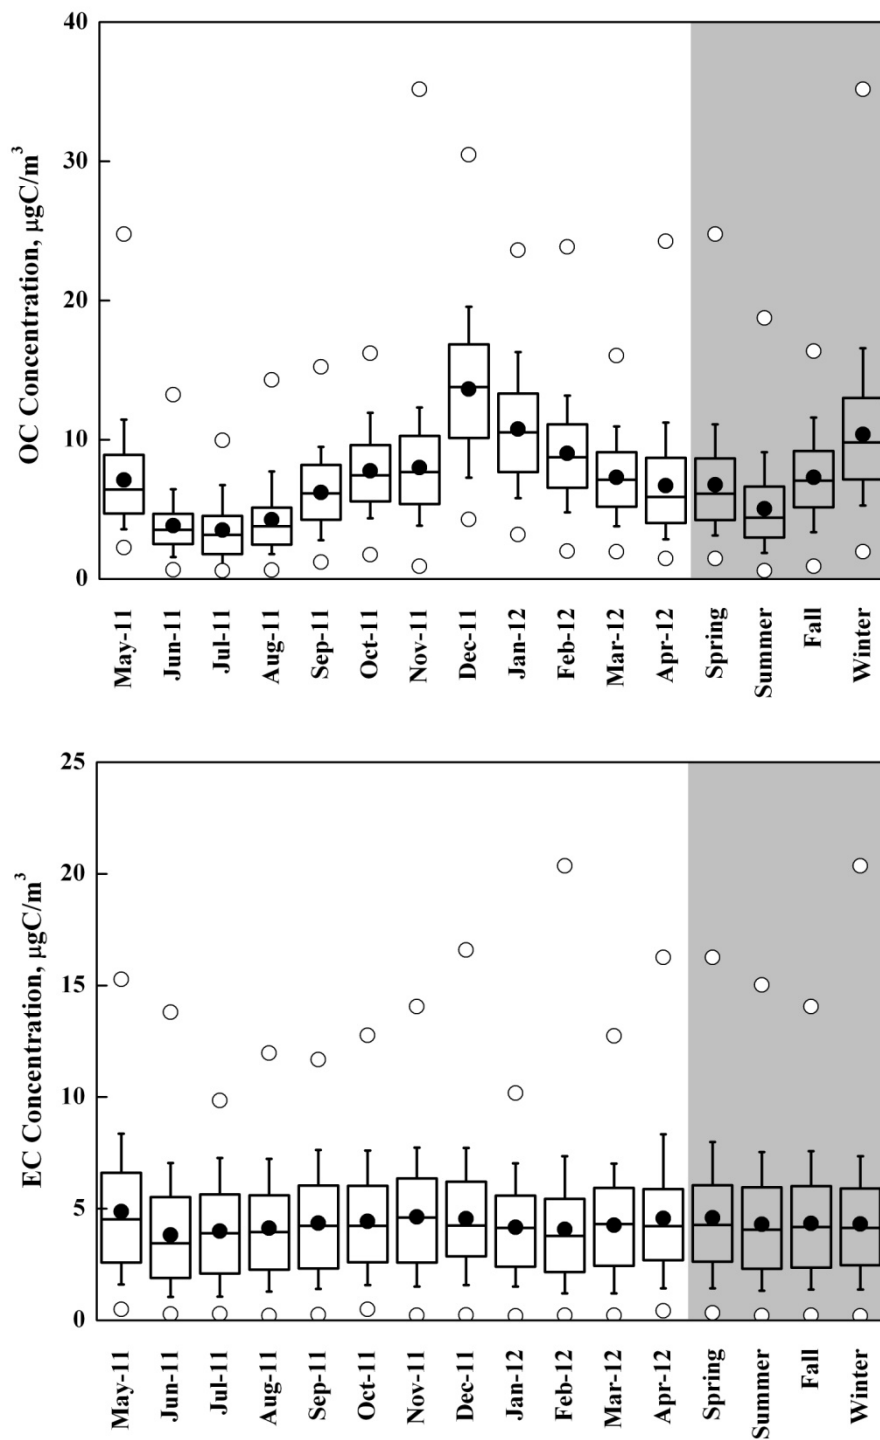 OC Concentration, µgC/m³
40
30
20
10
0
May-11
Jun-11
Jul-11
Aug-11
Sep-11
Oct-11
Nov-11
Dec-11
Jan-12
Feb-12
Mar-12
Apr-12
Spring
Summer
Fall
Winter
EC Concentration, µgC/m³
25
20
15
10
5
0
May-11
Jun-11
Jul-11
Aug-11
Sep-11
Oct-11
Nov-11
Dec-11
Jan-12
Feb-12
Mar-12
Apr-12
Spring
Summer
Fall
Winter